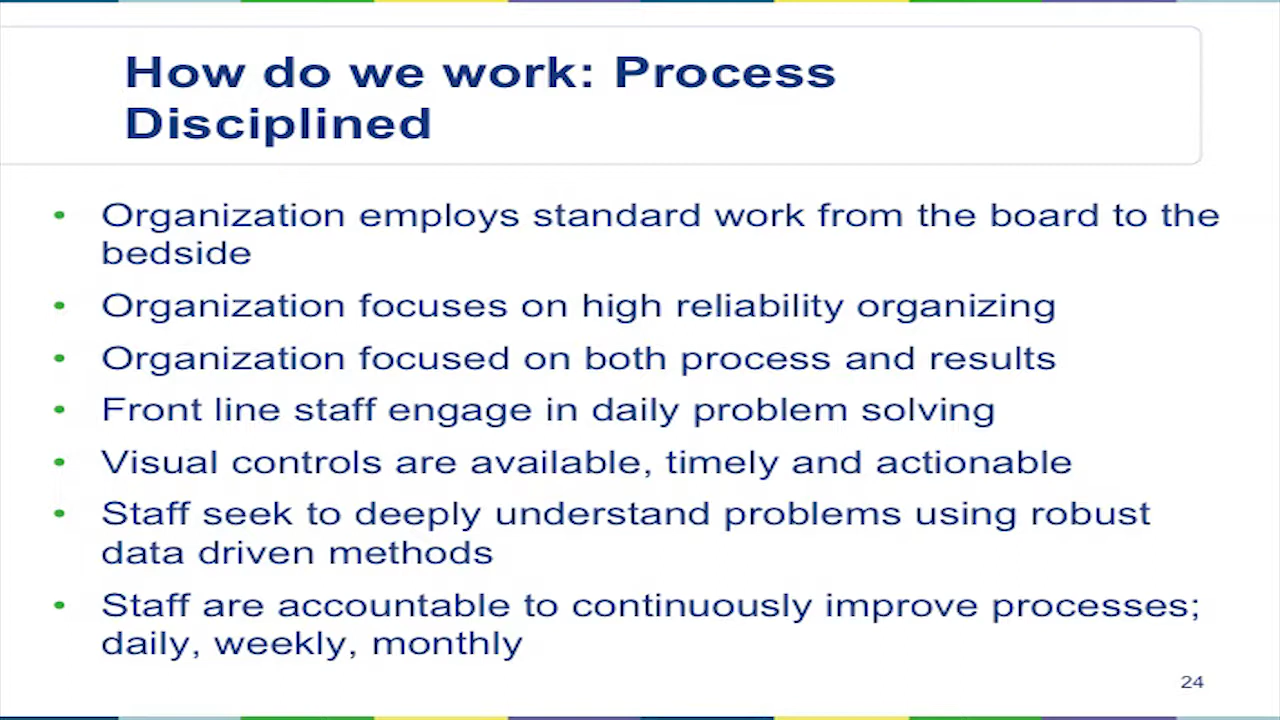 How do we work: Process
Disciplined
• Organization employs standard work from the board to the
bedside
• Organization focuses on high reliability organizing
• Organization focused on both process and results
• Front line staff engage in daily problem solving
• Visual controls are available, timely and actionable
• Staff seek to deeply understand problems using robust
data driven methods
• Staff are accountable to continuously improve processes;
daily, weekly, monthly
24